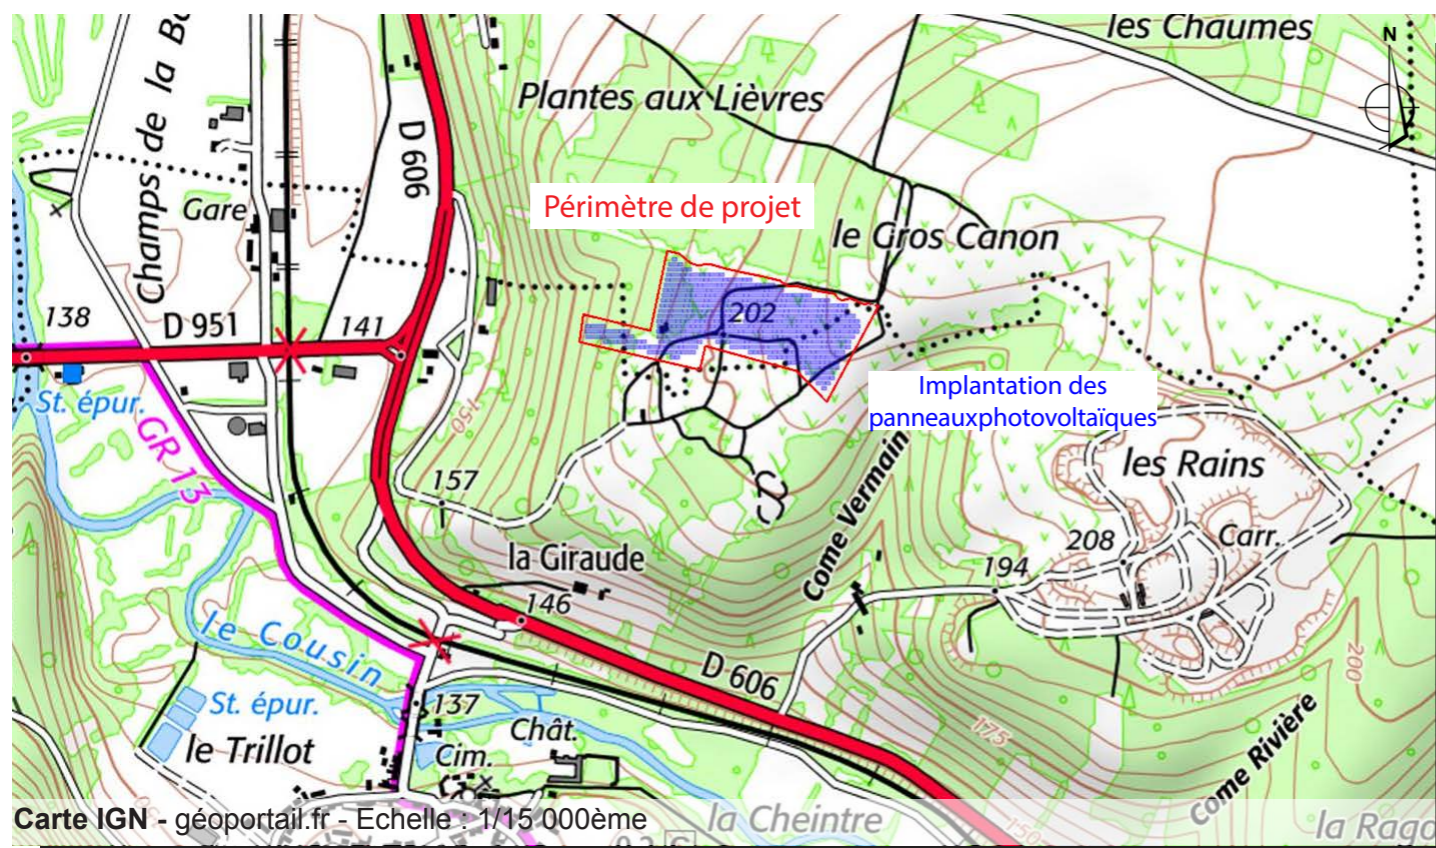 les Chaumes
N
Plantes aux Lièvres
Champs de la Bo
D 606
Périmètre de projet
Gare
le Gros Canon
138
D 951
141
202
St. épur.
GR 13
150
Implantation des
panneauxphotovoltaïques
157
Come Vermain
les Rains
208
Carr.
la Giraude
194
146
le Cousin
D 606
200
St. épur.
137
le Trillot
Chât.
175
Cim.
Come Rivière
Carte IGN - géoportail.fr - Echelle : 1/15 000ème
la Cheintre
150
la Rago